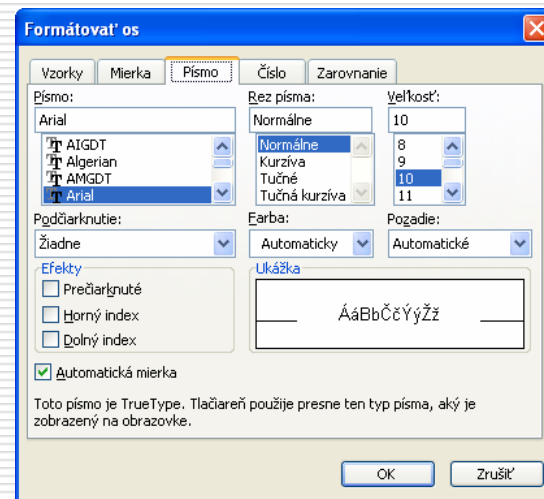 Formátovať os
Vzorky Mierka Písmo Číslo Zarovnanie
Písmo: Rez písma: Veľkosť:
Arial Normálne 10
AIGDT Normálne 8
Algerian Kurzíva 9
AMGDT Tučné 10
Arial Tučná kurzíva 11
Podčiarknutie: Farba: Pozadie:
Žiadne Automaticky Automatické
Efekty Ukážka
Prečiarknuté
Horný index
Dolný index
ÁáBbČčÝýŽž
Automatická mierka
Toto písmo je TrueType. Tlačiareň použije presne ten typ písma, aký je
zobrazený na obrazovke.
OK Zrušiť